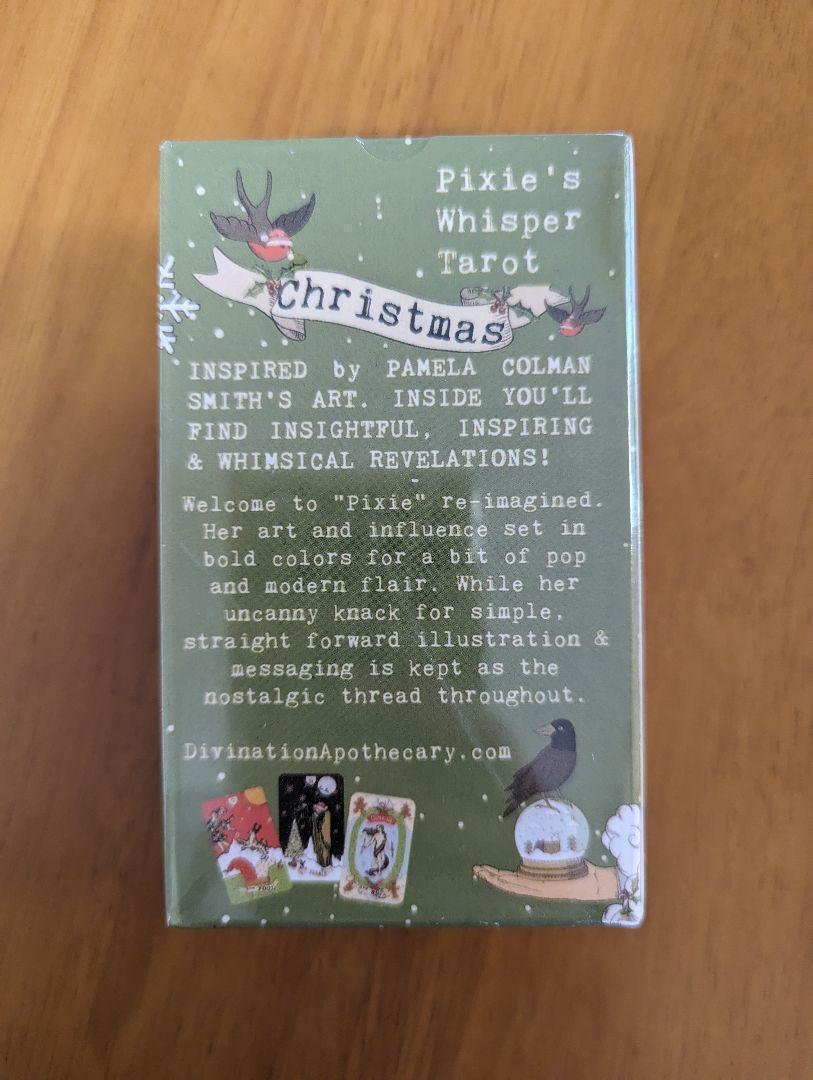 Pixie's
Whisper
Tarot
Christmas
INSPIRED by PAMELA COLMAN
SMITH'S ART. INSIDE YOU'LL
FIND INSIGHTFUL, INSPIRING
& WHIMSICAL REVELATIONS!
-
Welcome to "Pixie" re-imagined.
Her art and influence set in
bold colors for a bit of pop
and modern flair. While her
uncanny knack for simple,
straight forward illustration &
messaging is kept as the
nostalgic thread throughout.
DivinationApothecary.com